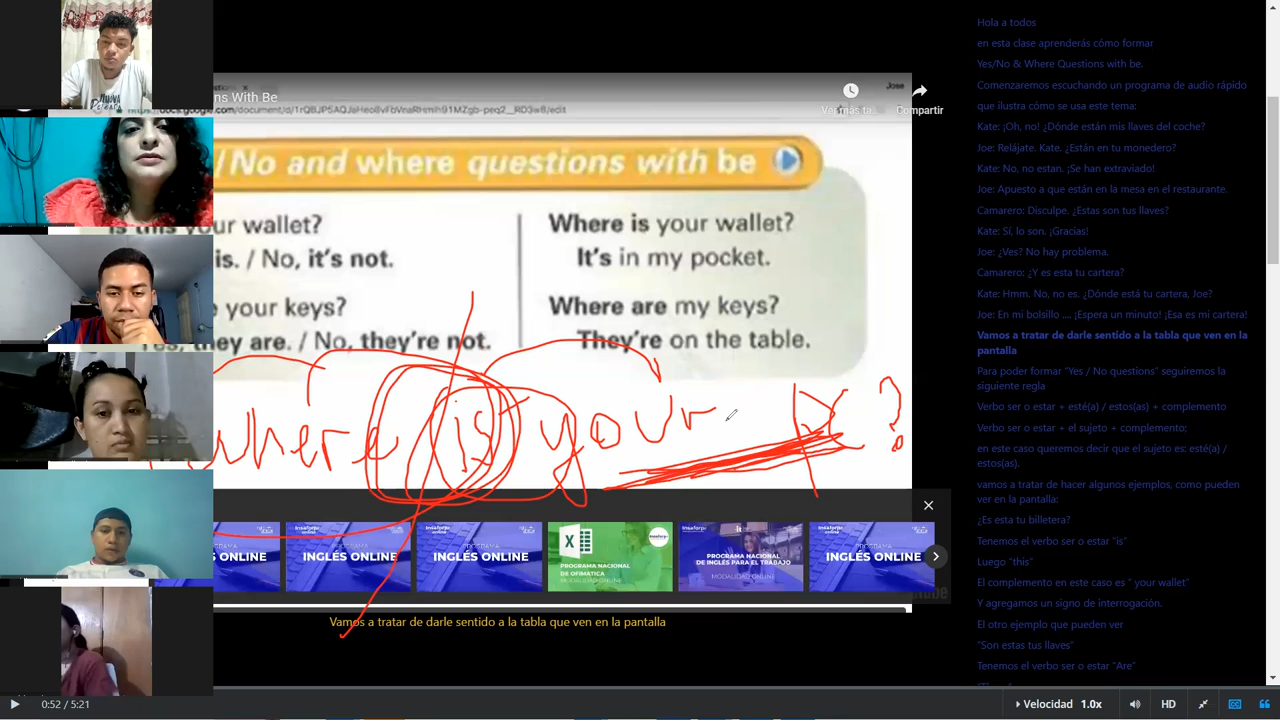 Hola a todos
en esta clase aprenderás cómo formar
Yes/No & Where Questions with be.
Comenzaremos escuchando un programa de audio rápido
que ilustra cómo se usa este tema:
Kate: ¡Oh, no! ¿Dónde están mis llaves del coche?
Joe: Relájate. Kate. ¿Están en tu monedero?
Kate: No, no estan. ¡Se han extraviado!
Joe: Apuesto a que están en la mesa en el restaurante.
Camarero: Disculpe. ¿Estas son tus llaves?
Kate: Sí, lo son. ¡Gracias!
Joe: ¿Ves? No hay problema.
Camarero: ¿Y es esta tu cartera?
Kate: Hmm. No, no es. ¿Dónde está tu cartera, Joe?
Joe: En mi bolsillo .... ¡Espera un minuto! ¡Esa es mi cartera!
Vamos a tratar de darle sentido a la tabla que ven en la
pantalla
Para poder formar “Yes / No questions” seguiremos la
siguiente regla
Verbo ser o estar + esté(a) / estos(as) + complemento
Verbo ser o estar + el sujeto + complemento;
en este caso queremos decir que el sujeto es: esté(a) /
estos(as).
vamos a tratar de hacer algunos ejemplos, como pueden
ver en la pantalla:
¿Es esta tu billetera?
Tenemos el verbo ser o estar “is”
Luego “this”
El complemento en este caso es “ your wallet”
Y agregamos un signo de interrogación.
El otro ejemplo que pueden ver
“Son estas tus llaves”
Tenemos el verbo ser o estar “Are”
With Be
Jose
Compartir
/No and where questions with be
is this your wallet?
is. / No, it's not.
your keys?
Yes, they are. / No, they're not.
Where is your wallet?
It's in my pocket.
Where are my keys?
They're on the table.
where is your ?
INGLÉS ONLINE
INGLÉS ONLINE
PROGRAMA NACIONAL
DE OFIMATICA
MODALIDAD ONLINE
PROGRAMA NACIONAL
DE INGLÉS PARA EL TRABAJO
MODALIDAD ONLINE
INGLÉS ONLINE
Vamos a tratar de darle sentido a la tabla que ven en la pantalla
0:52 / 5:21
Velocidad 1.0x
HD